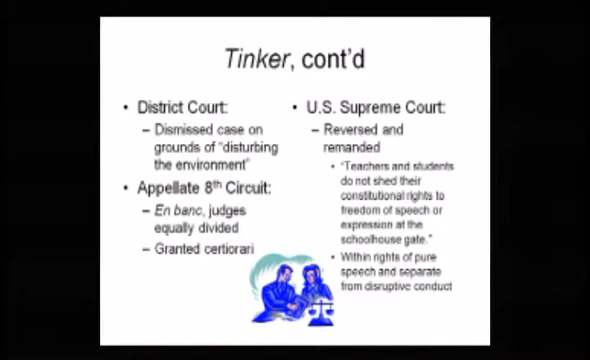 Tinker, cont'd
• District Court:
– Dismissed case on
grounds of "disturbing
the environment"
• Appellate 8th Circuit:
– En banc, judges
equally divided
– Granted certiorari
• U.S. Supreme Court:
– Reversed and
remanded
• "Teachers and students
do not shed their
constitutional rights to
freedom of speech or
expression at the
schoolhouse gate."
• Within rights of pure
speech and separate
from disruptive conduct